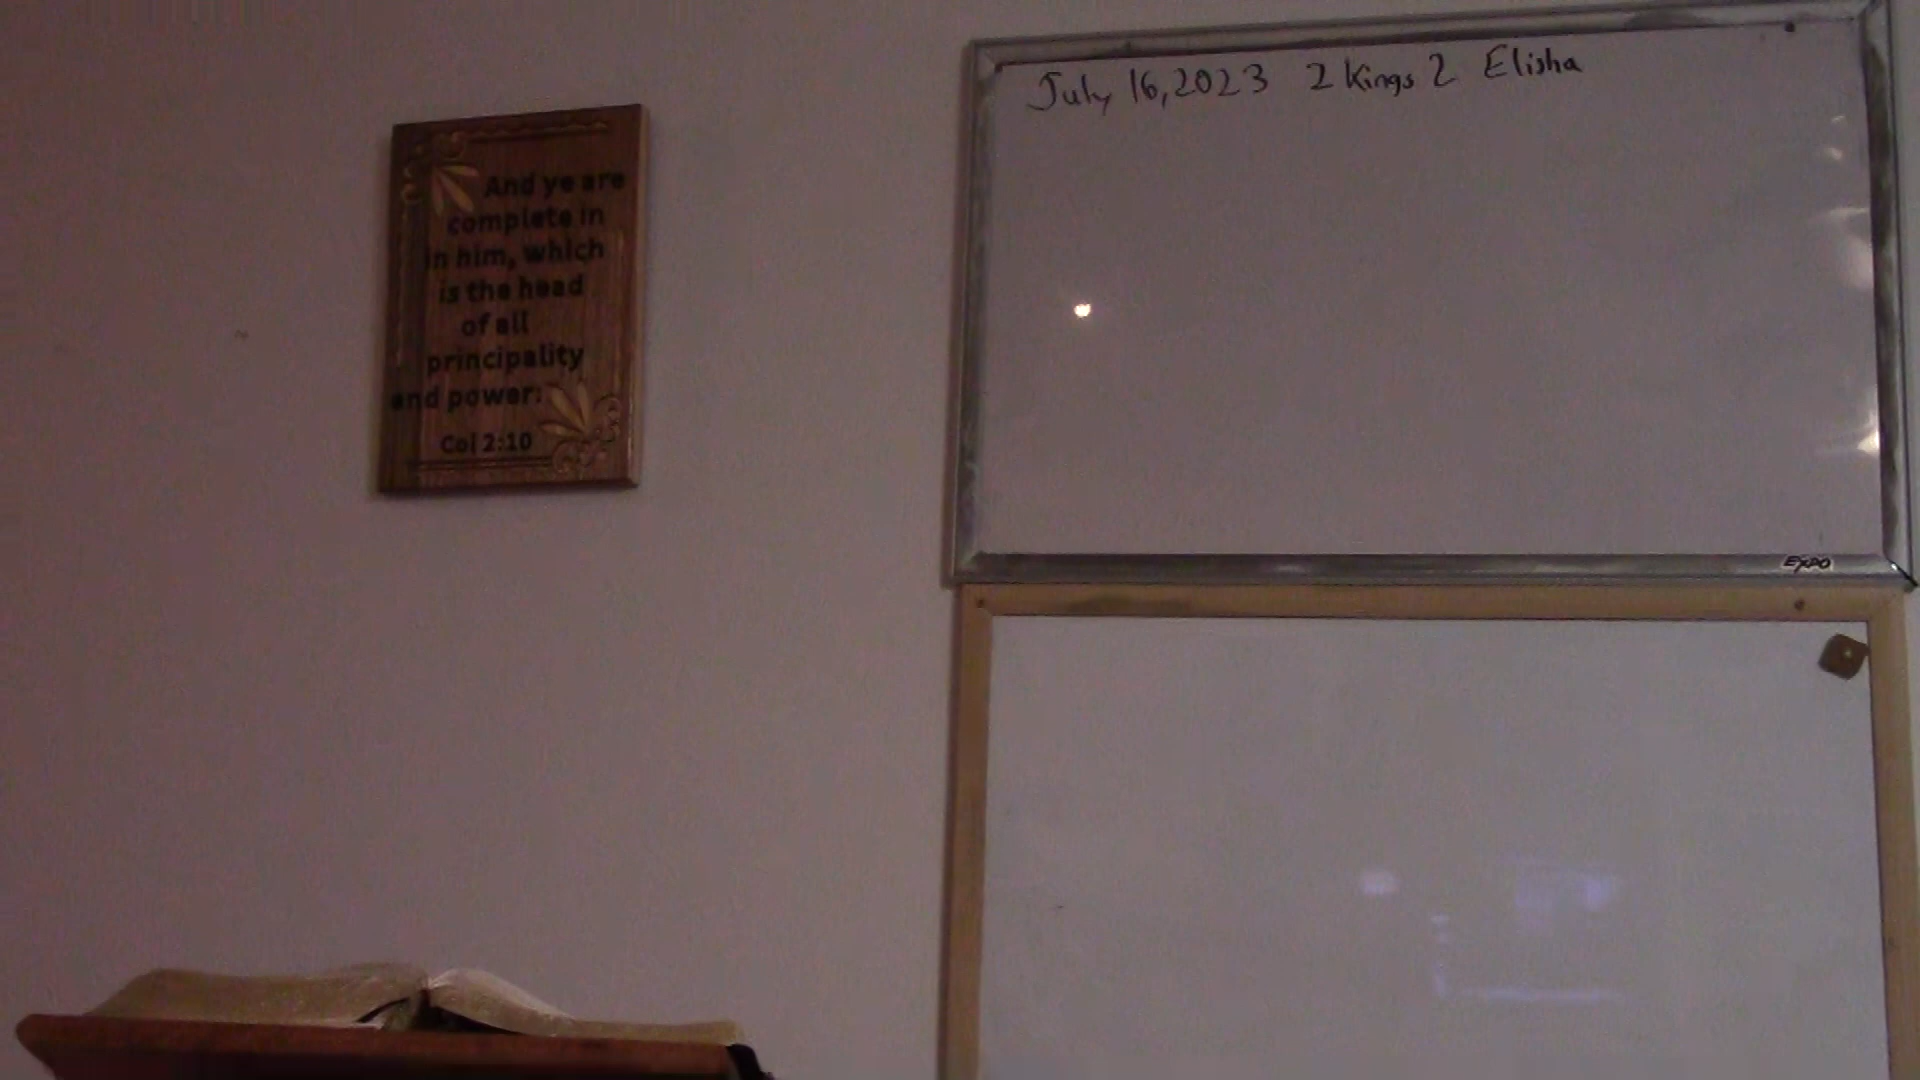 And ye are
complete in
in him, which
is the head
of all
principality
and power:
Col 2:10
July 16, 2023 2 Kings 2 Elisha
EXPO